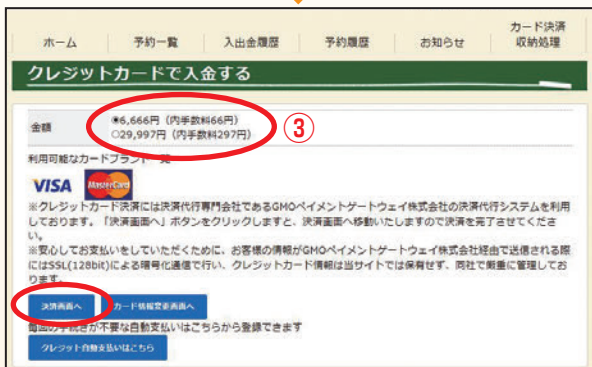 ホーム 予約一覧 入出金履歴 予約履歴 お知らせ カード決済
収納処理
クレジットカードで入金する
金額
◉6,666円（内手数料66円）
○29,997円（内手数料297円）
③
利用可能なカードブランド一覧
VISA MasterCard
※クレジットカード決済には決済代行専門会社であるGMOペイメントゲートウェイ株式会社の決済代行システムを利用
しております。「決済画面へ」ボタンをクリックしますと、決済画面へ移動いたしますので決済を完了させてくださ
い。
※安心してお支払いをしていただくために、お客様の情報がGMOペイメントゲートウェイ株式会社経由で送信される際
にはSSL(128bit)による暗号化通信で行い、クレジットカード情報は当サイトでは保有せず、同社で厳重に管理してお
ります。
決済画面へ カード情報変更画面へ
毎回の手続きが不要な自動支払いはこちらから登録できます
クレジット自動支払いはこちら